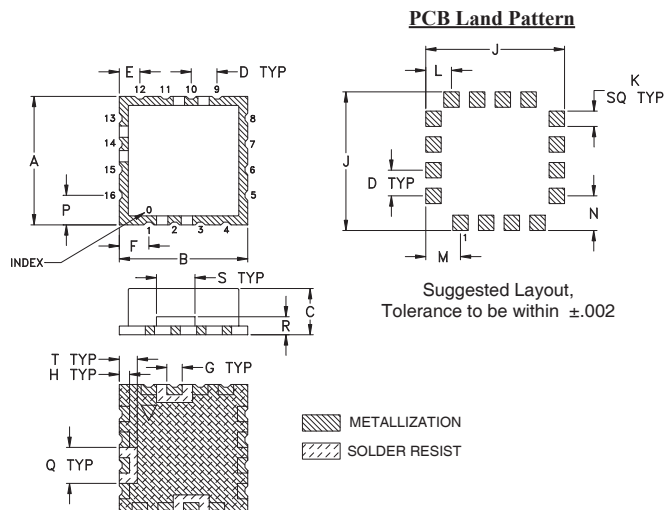 PCB Land Pattern
E
D TYP
12 11 10 9
13
14
15
16
8
7
6
5
A
P
0
1 2 3 4
F
B
INDEX
J
L
K
SQ TYP
J
D TYP
N
M
1
Suggested Layout,
Tolerance to be within ±.002
S TYP
C
R
T TYP
H TYP
G TYP
Q TYP
METALLIZATION
SOLDER RESIST